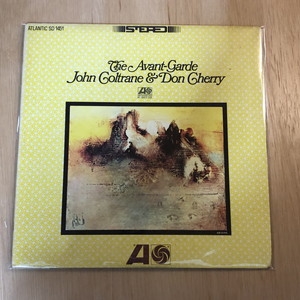 ATLANTIC SD 1451
STEREO
The Avant-Garde
John Coltrane & Don Cherry